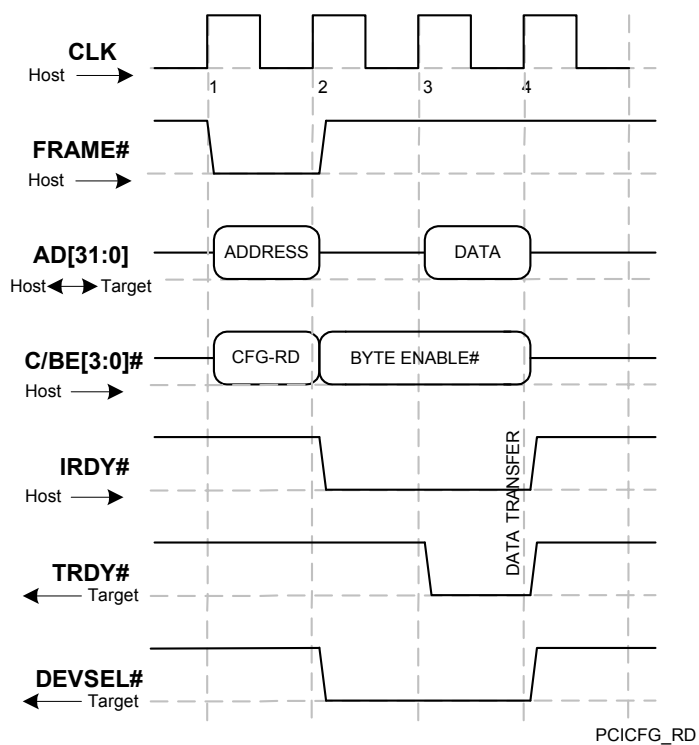 CLK
Host
1 2 3 4
FRAME#
Host
AD[31:0]
ADDRESS DATA
Host Target
C/BE[3:0]#
CFG-RD BYTE ENABLE#
Host
IRDY#
Host
DATA TRANSFER
TRDY#
Target
DEVSEL#
Target
PCICFG_RD